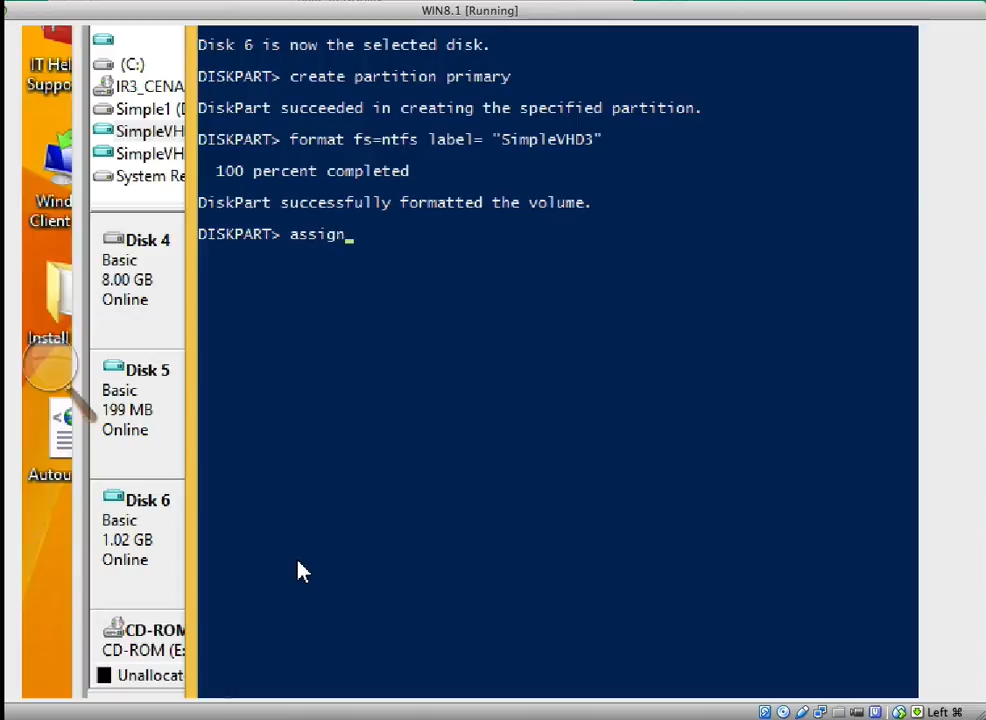 WIN8.1 [Running]
IT Hel
Suppo
Wind
Client
Install
Autou
(C:)
IR3_CENA
Simple1 (D
SimpleVH
SimpleVH
System Re
Disk 4
Basic
8.00 GB
Online
Disk 5
Basic
199 MB
Online
Disk 6
Basic
1.02 GB
Online
CD-ROM
CD-ROM (E:
Unallocat
Disk 6 is now the selected disk.
DISKPART> create partition primary
DiskPart succeeded in creating the specified partition.
DISKPART> format fs=ntfs label= "SimpleVHD3"
100 percent completed
DiskPart successfully formatted the volume.
DISKPART> assign
Left ⌘